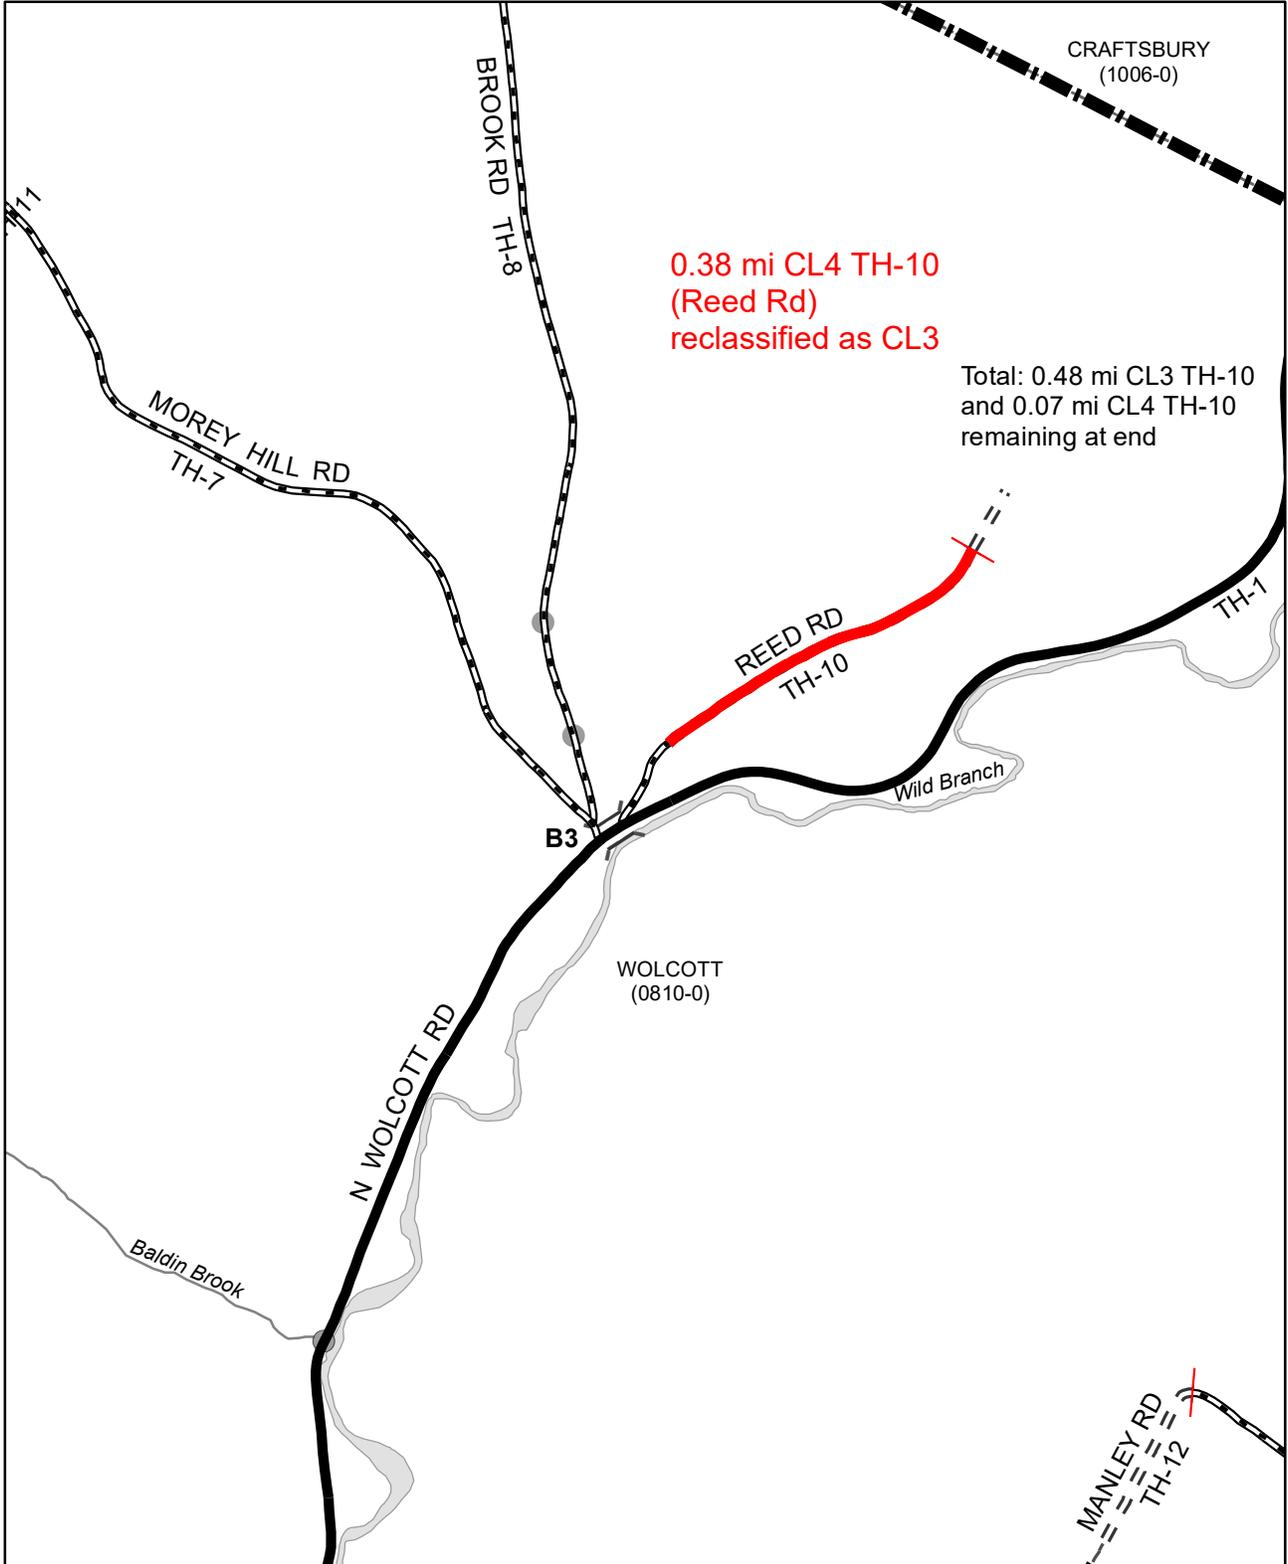 CRAFTSBURY
(1006-0)
BROOK RD TH-8
11
0.38 mi CL4 TH-10
(Reed Rd)
reclassified as CL3
Total: 0.48 mi CL3 TH-10
and 0.07 mi CL4 TH-10
remaining at end
MOREY HILL RD
TH-7
REED RD
TH-10
TH-1
Wild Branch
B3
WOLCOTT
(0810-0)
N WOLCOTT RD
Baldin Brook
MANLEY RD
TH-12